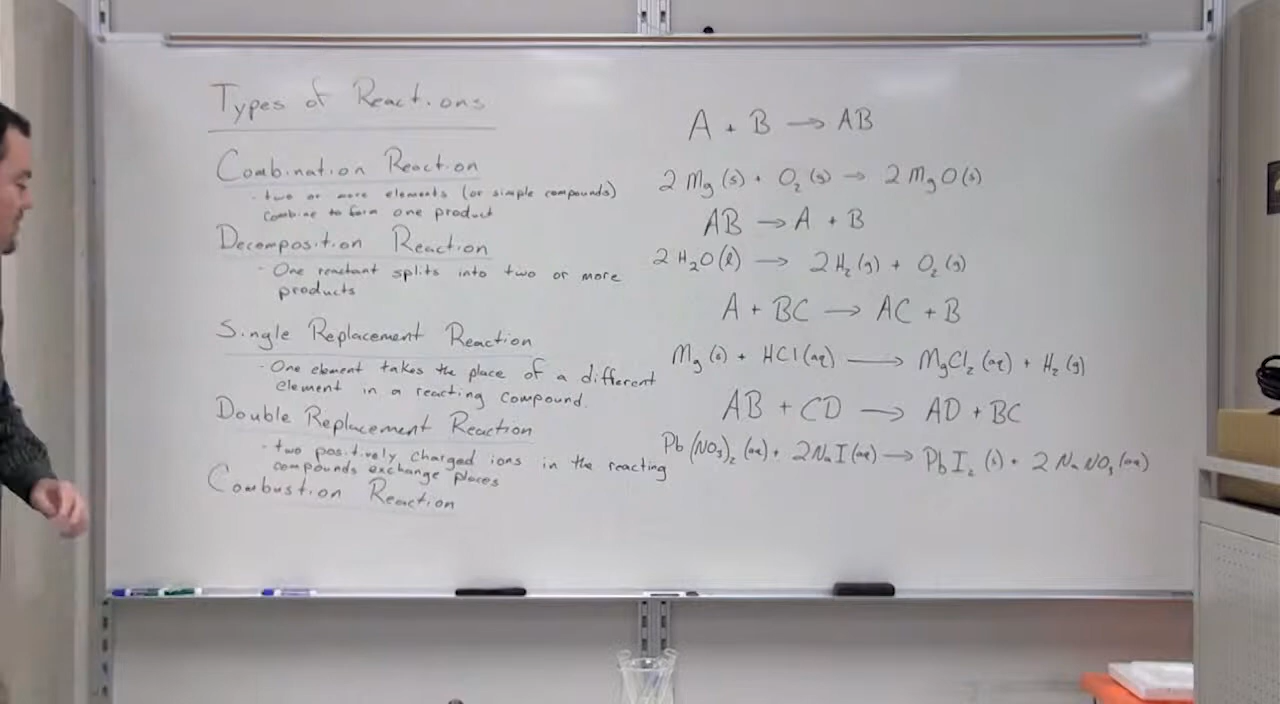 Types of Reactions
A + B → AB
Combination Reaction
2 Mg (s) + O₂ (g) → 2 MgO (s)
- two or more elements (or simple compounds)
combine to form one product
AB → A + B
Decomposition Reaction
2 H₂O (l) → 2 H₂ (g) + O₂ (g)
- One reactant splits into two or more
products
A + BC → AC + B
Single Replacement Reaction
Mg (s) + HCl (aq) → MgCl₂ (aq) + H₂ (g)
- One element takes the place of a different
element in a reacting compound.
AB + CD → AD + BC
Double Replacement Reaction
Pb(NO₃)₂ (aq) + 2 NaI (aq) → PbI₂ (s) + 2 NaNO₃ (aq)
- two positively charged ions in the reacting
compounds exchange places
Combustion Reaction